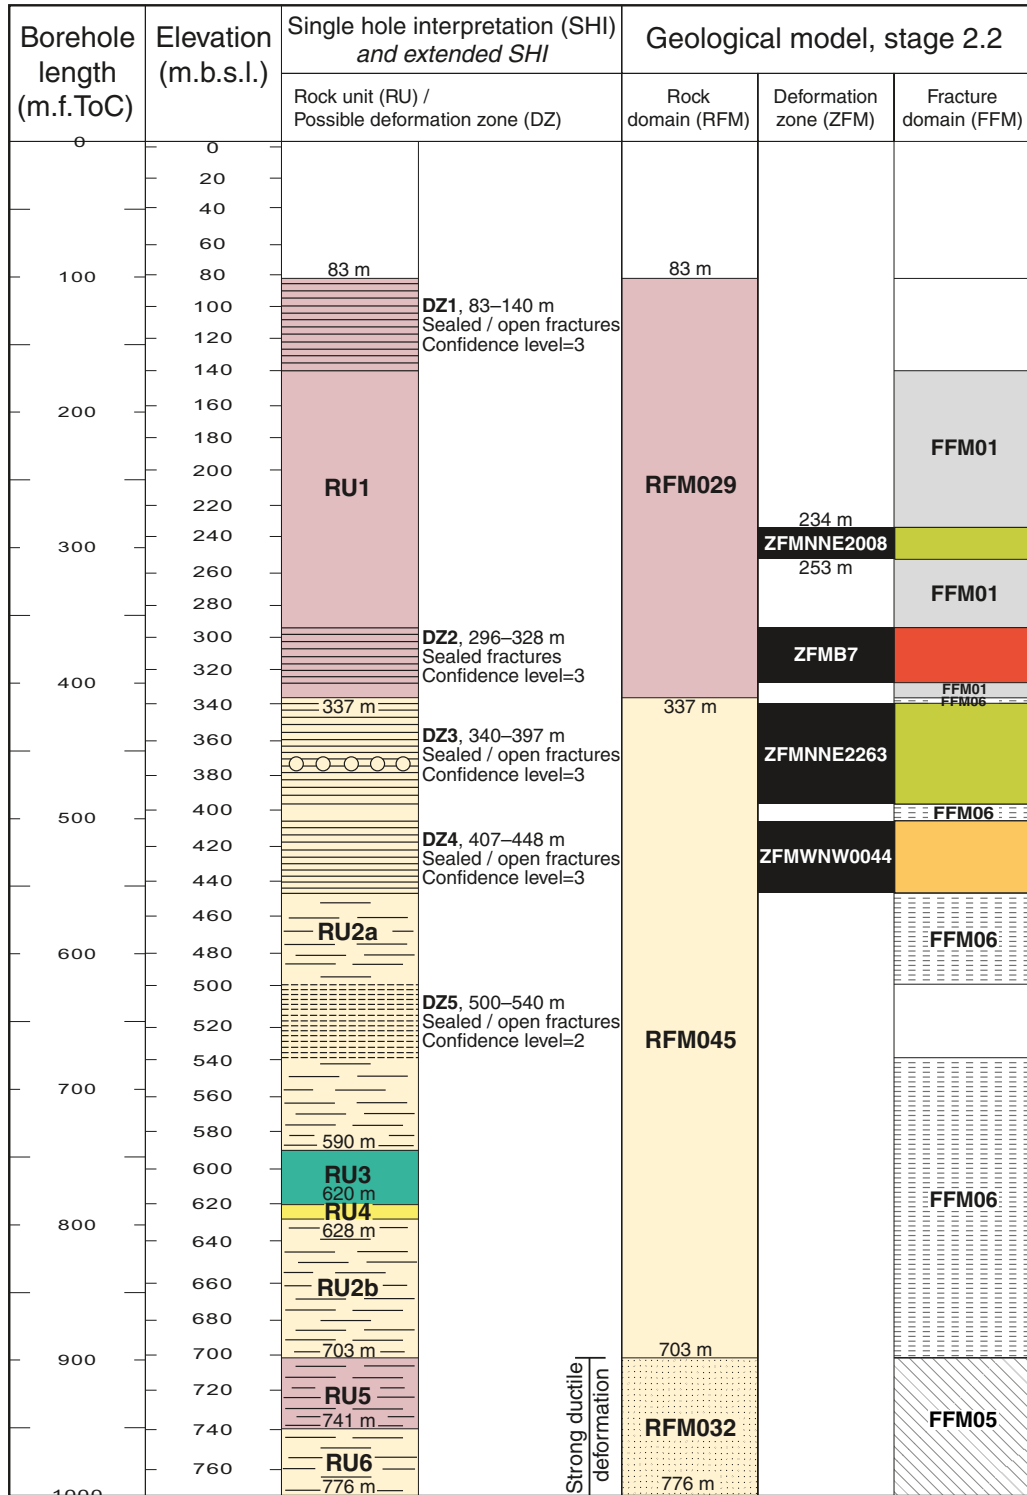 Borehole
length
(m.f.ToC)
Elevation
(m.b.s.l.)
Single hole interpretation (SHI)
and extended SHI
Geological model, stage 2.2
Rock unit (RU) /
Possible deformation zone (DZ)
Rock
domain (RFM)
Deformation
zone (ZFM)
Fracture
domain (FFM)
0
100
200
300
400
500
600
700
800
900
1000
0
20
40
60
80
100
120
140
160
180
200
220
240
260
280
300
320
340
360
380
400
420
440
460
480
500
520
540
560
580
600
620
640
660
680
700
720
740
760
83 m
RU1
337 m
RU2a
590 m
RU3
620 m
RU4
628 m
RU2b
703 m
RU5
741 m
RU6
776 m
DZ1, 83–140 m
Sealed / open fractures
Confidence level=3
DZ2, 296–328 m
Sealed fractures
Confidence level=3
DZ3, 340–397 m
Sealed / open fractures
Confidence level=3
DZ4, 407–448 m
Sealed / open fractures
Confidence level=3
DZ5, 500–540 m
Sealed / open fractures
Confidence level=2
Strong ductile
deformation
83 m
RFM029
337 m
RFM045
703 m
RFM032
776 m
234 m
ZFMNNE2008
253 m
ZFMB7
ZFMNNE2263
ZFMWNW0044
FFM01
FFM01
FFM01
FFM06
FFM06
FFM06
FFM06
FFM05